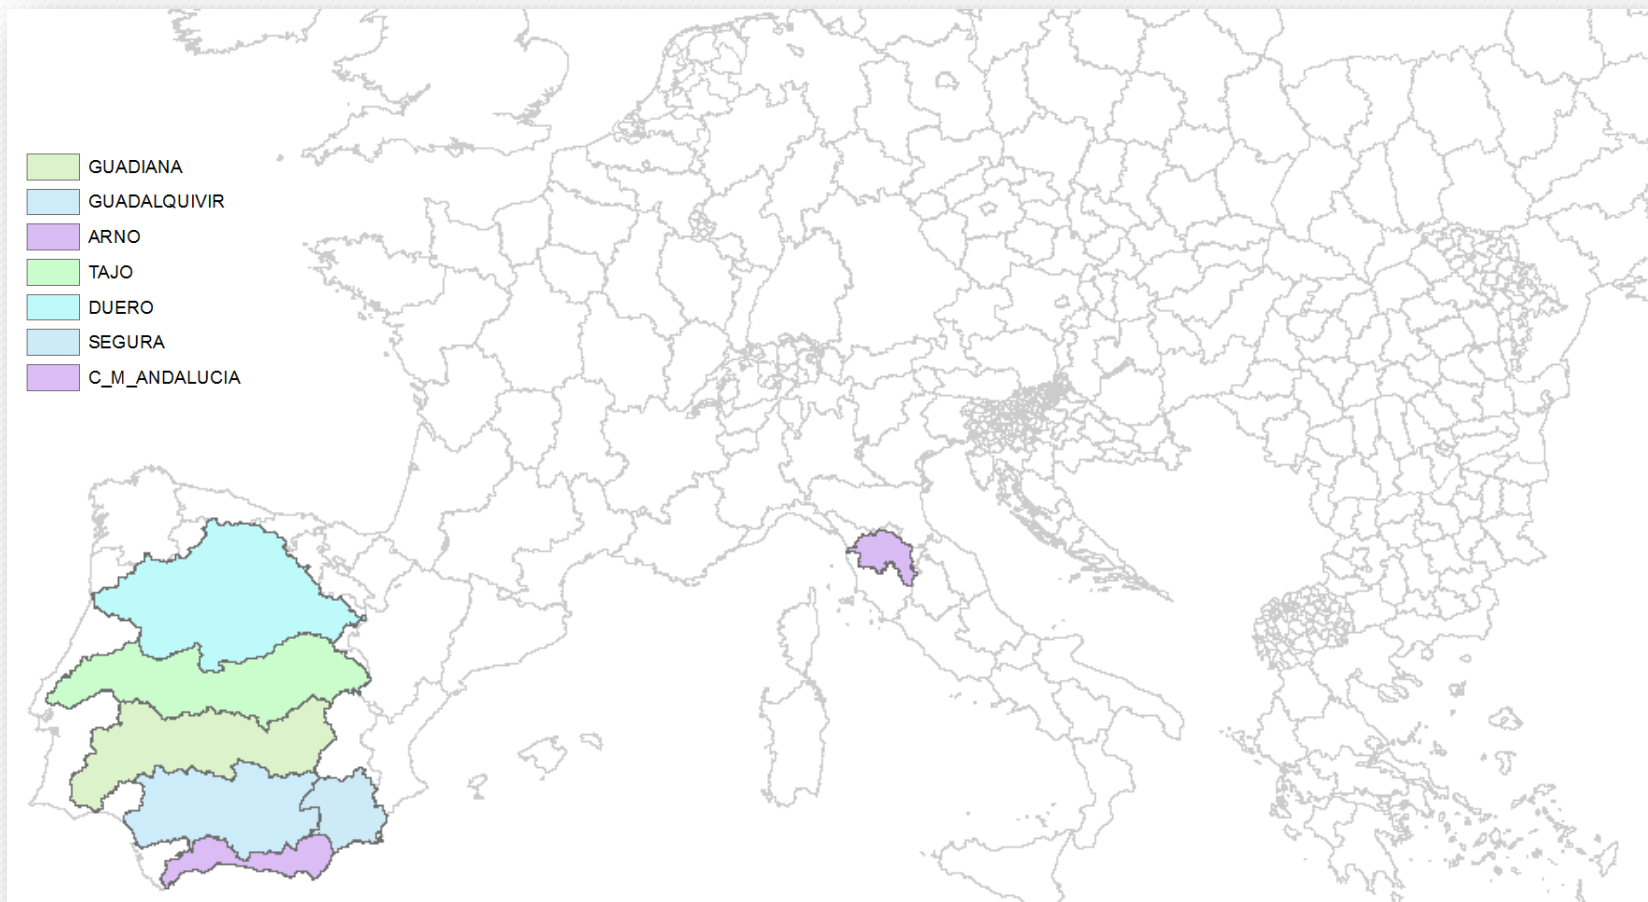 GUADIANA
GUADALQUIVIR
ARNO
TAJO
DUERO
SEGURA
C_M_ANDALUCIA